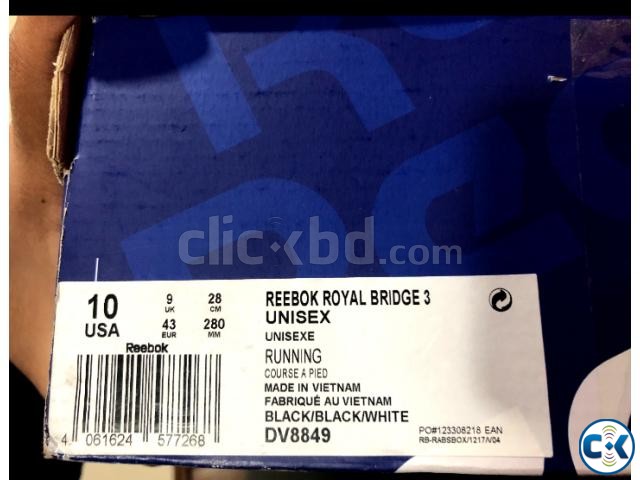 clickbd.com
10
USA
9
UK
43
EUR
28
CM
280
MM
Reebok
4 061624 577268
REEBOK ROYAL BRIDGE 3
UNISEX
UNISEXE
RUNNING
COURSE A PIED
MADE IN VIETNAM
FABRIQUÉ AU VIETNAM
BLACK/BLACK/WHITE
DV8849
PO#123308218 EAN
RB-RABSBOX/1217/V04
CK